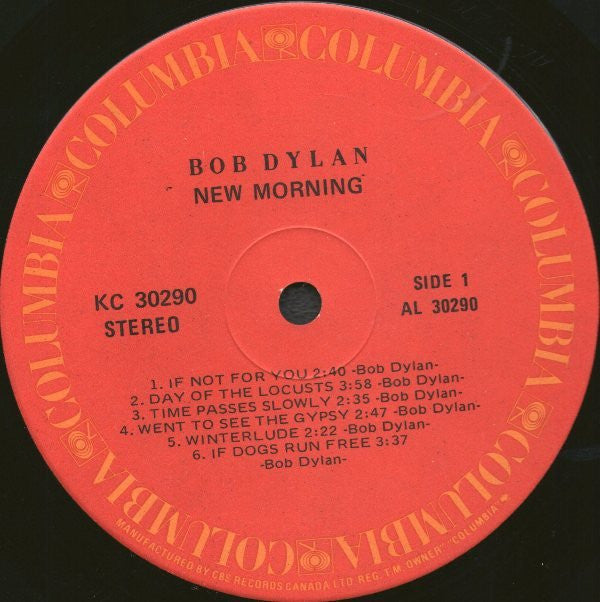 BOB DYLAN
NEW MORNING
KC 30290
STEREO
SIDE 1
AL 30290
1. IF NOT FOR YOU 2:40 -Bob Dylan-
2. DAY OF THE LOCUSTS 3:58 -Bob Dylan-
3. TIME PASSES SLOWLY 2:35 -Bob Dylan-
4. WENT TO SEE THE GYPSY 2:47 -Bob Dylan-
5. WINTERLUDE 2:22 -Bob Dylan-
6. IF DOGS RUN FREE 3:37
-Bob Dylan-
COLUMBIA COLUMBIA COLUMBIA COLUMBIA COLUMBIA COLUMBIA COLUMBIA
MANUFACTURED BY CBS RECORDS CANADA LTD. REG. T.M. OWNER "COLUMBIA"